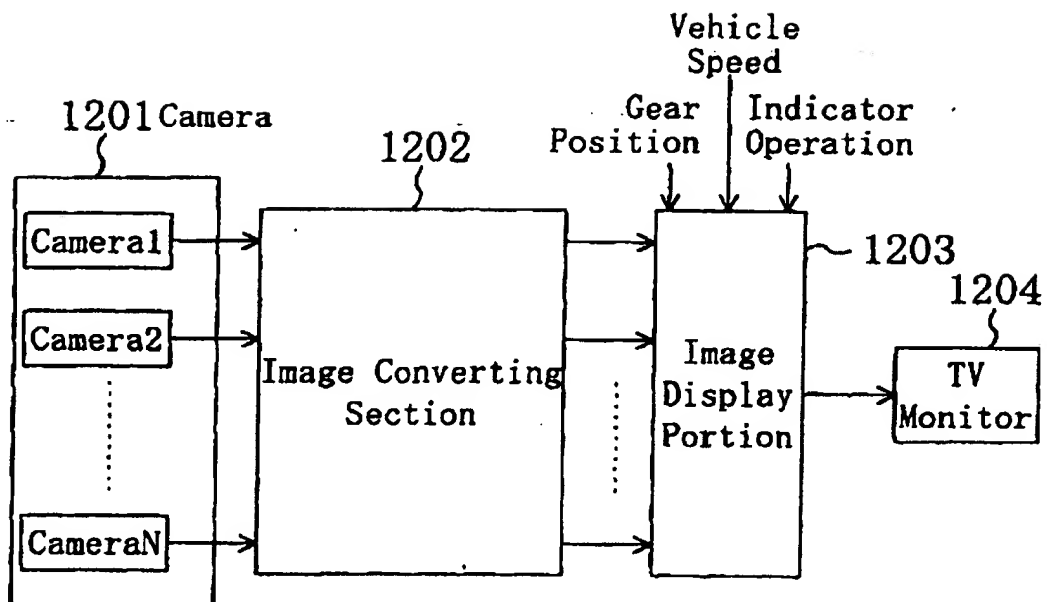 Vehicle
Speed
Gear
Position
Indicator
Operation
1201 Camera
1202
1203
1204
Camera1
Camera2
CameraN
Image Converting
Section
Image
Display
Portion
TV
Monitor